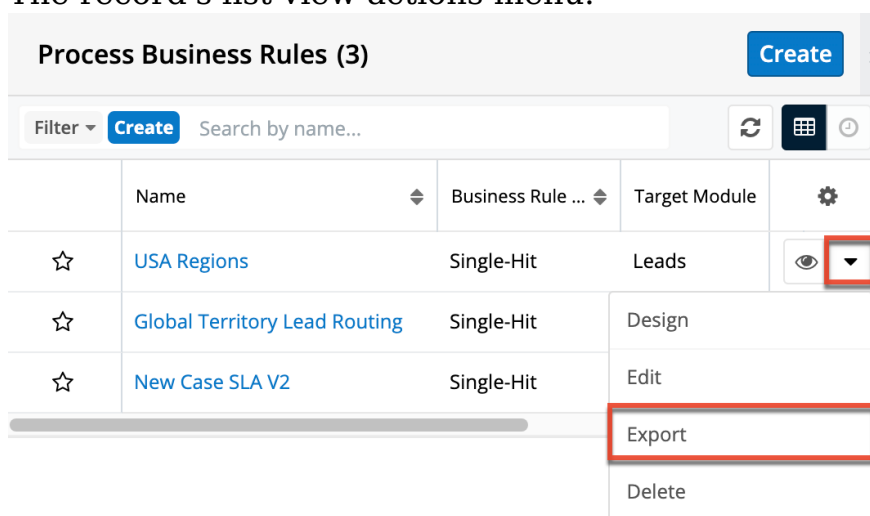 The record's list view actions menu:
Process Business Rules (3)
Create
Filter Create Search by name...
Name Business Rule ... Target Module
USA Regions Single-Hit Leads
Global Territory Lead Routing Single-Hit
Design
New Case SLA V2 Single-Hit
Edit
Export
Delete